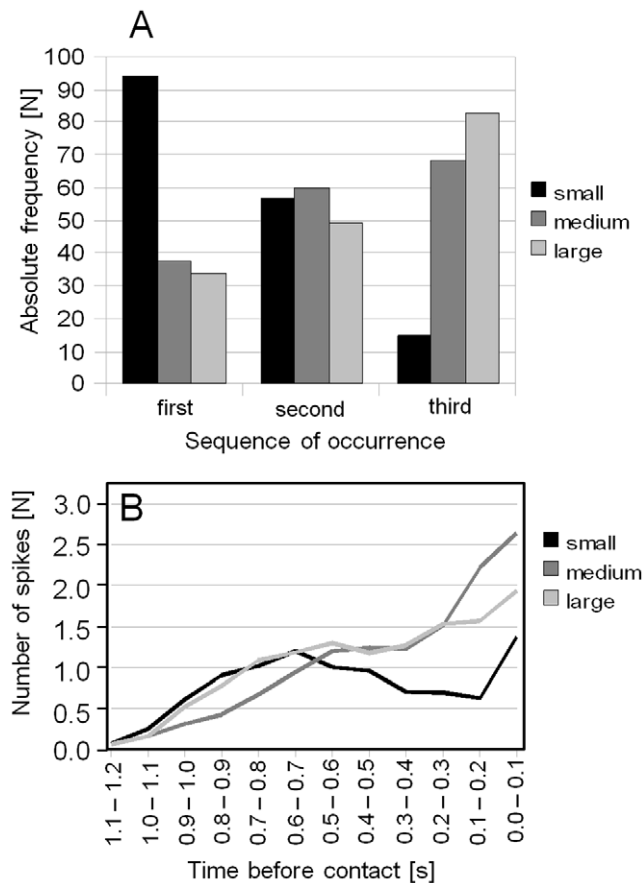 A
Absolute frequency [N]
100
90
80
70
60
50
40
30
20
10
0
first second third
Sequence of occurrence
small
medium
large
B
Number of spikes [N]
3.0
2.5
2.0
1.5
1.0
0.5
0.0
1.1 – 1.2
1.0 – 1.1
0.9 – 1.0
0.8 – 0.9
0.7 – 0.8
0.6 – 0.7
0.5 – 0.6
0.4 – 0.5
0.3 – 0.4
0.2 – 0.3
0.1 – 0.2
0.0 – 0.1
Time before contact [s]
small
medium
large